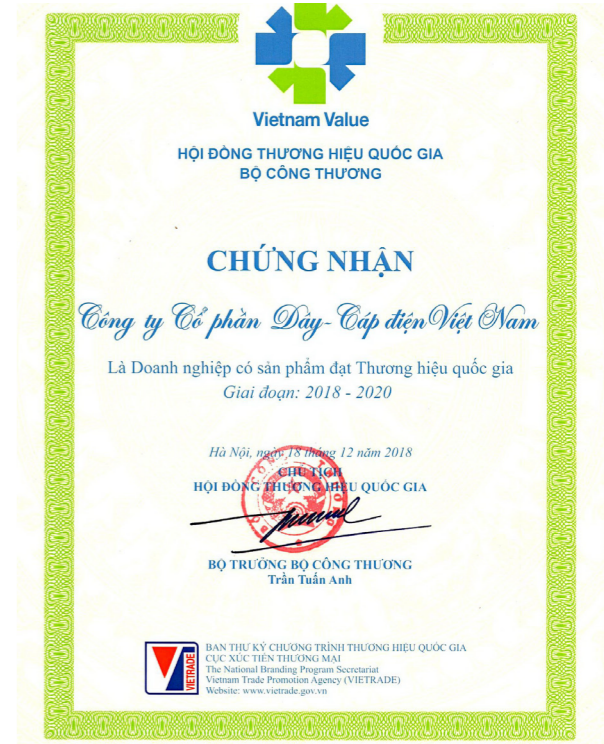 Vietnam Value
HỘI ĐỒNG THƯƠNG HIỆU QUỐC GIA
BỘ CÔNG THƯƠNG
CHỨNG NHẬN
Công ty Cổ phần Dây- Cáp điện Việt Nam
Là Doanh nghiệp có sản phẩm đạt Thương hiệu quốc gia
Giai đoạn: 2018 - 2020
Hà Nội, ngày 18 tháng 12 năm 2018
CHỦ TỊCH
HỘI ĐỒNG THƯƠNG HIỆU QUỐC GIA
BỘ TRƯỞNG BỘ CÔNG THƯƠNG
Trần Tuấn Anh
VIETRADE
BAN THƯ KÝ CHƯƠNG TRÌNH THƯƠNG HIỆU QUỐC GIA
CỤC XÚC TIẾN THƯƠNG MẠI
The National Branding Program Secretariat
Vietnam Trade Promotion Agency (VIETRADE)
Website: www.vietrade.gov.vn